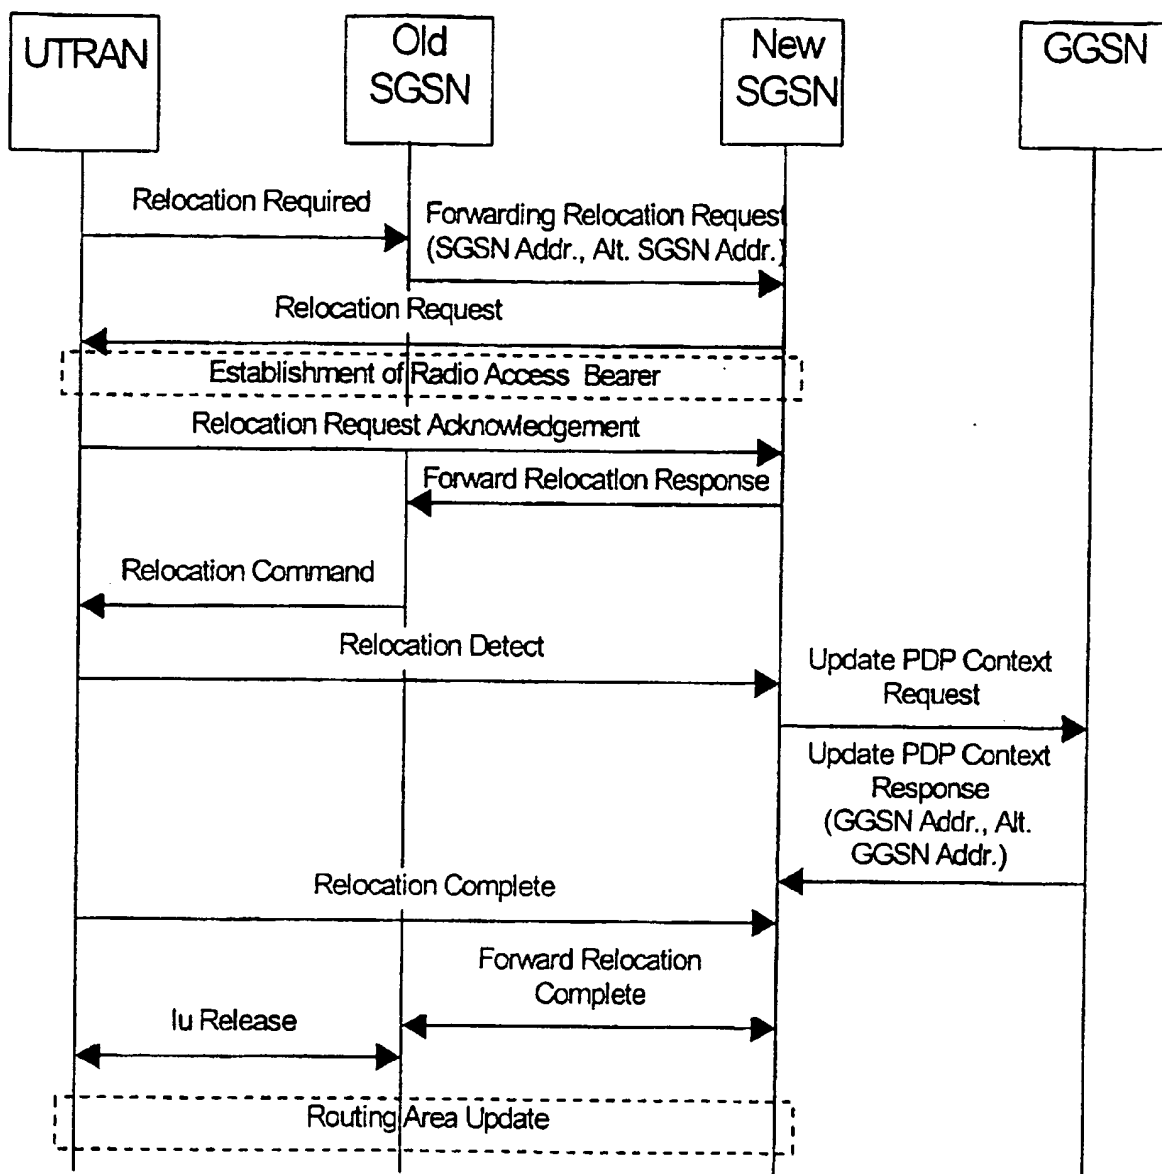 UTRAN
Old
SGSN
New
SGSN
GGSN
Relocation Required
Forwarding Relocation Request
(SGSN Addr., Alt. SGSN Addr.)
Relocation Request
Establishment of Radio Access Bearer
Relocation Request Acknowledgement
Forward Relocation Response
Relocation Command
Relocation Detect
Update PDP Context
Request
Update PDP Context
Response
(GGSN Addr., Alt.
GGSN Addr.)
Relocation Complete
Forward Relocation
Complete
Iu Release
Routing Area Update